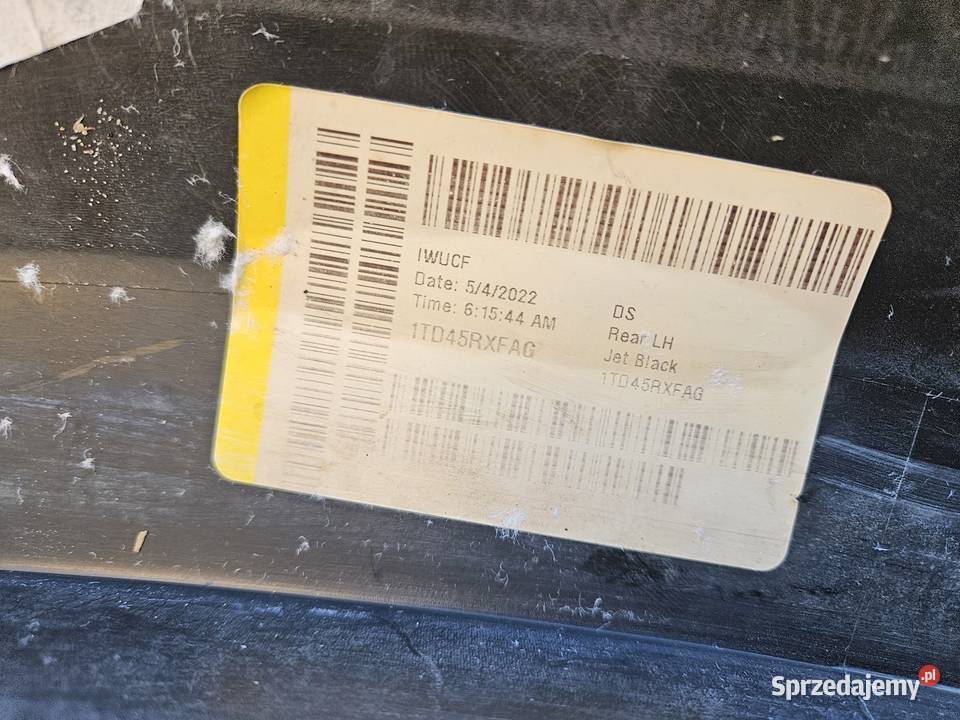 IWUCF
Date: 5/4/2022
Time: 6:15:44 AM
1TD45RXFAG
DS
Rear LH
Jet Black
1TD45RXFAG
Sprzedajemy.pl